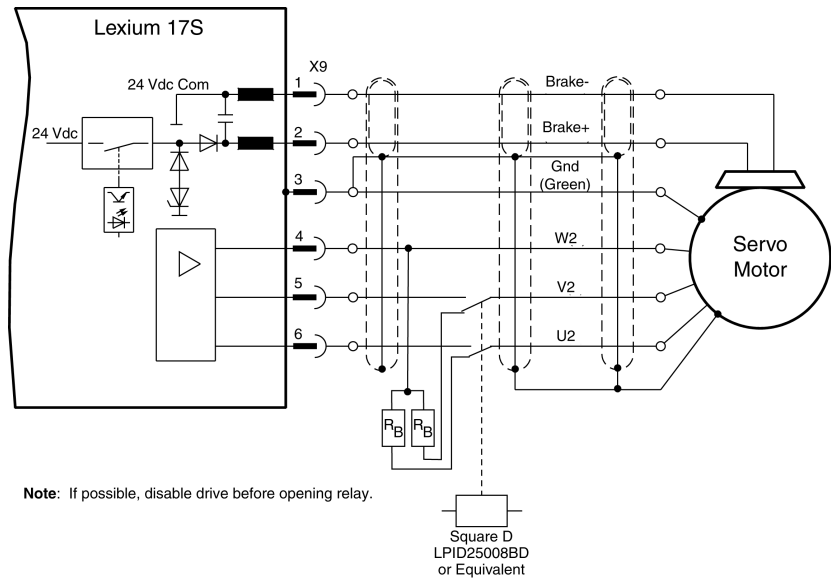 Lexium 17S
X9
24 Vdc Com
1
Brake-
24 Vdc
2
Brake+
3
Gnd
(Green)
4
W2
Servo
Motor
5
V2
6
U2
RB
RB
Note: If possible, disable drive before opening relay.
Square D
LPID25008BD
or Equivalent